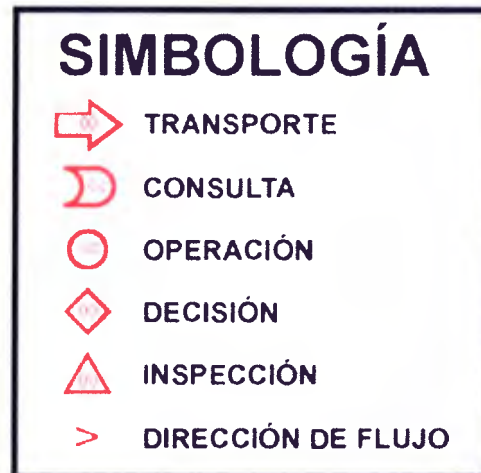 SIMBOLOGÍA
TRANSPORTE
CONSULTA
OPERACIÓN
DECISIÓN
INSPECCIÓN
> DIRECCIÓN DE FLUJO